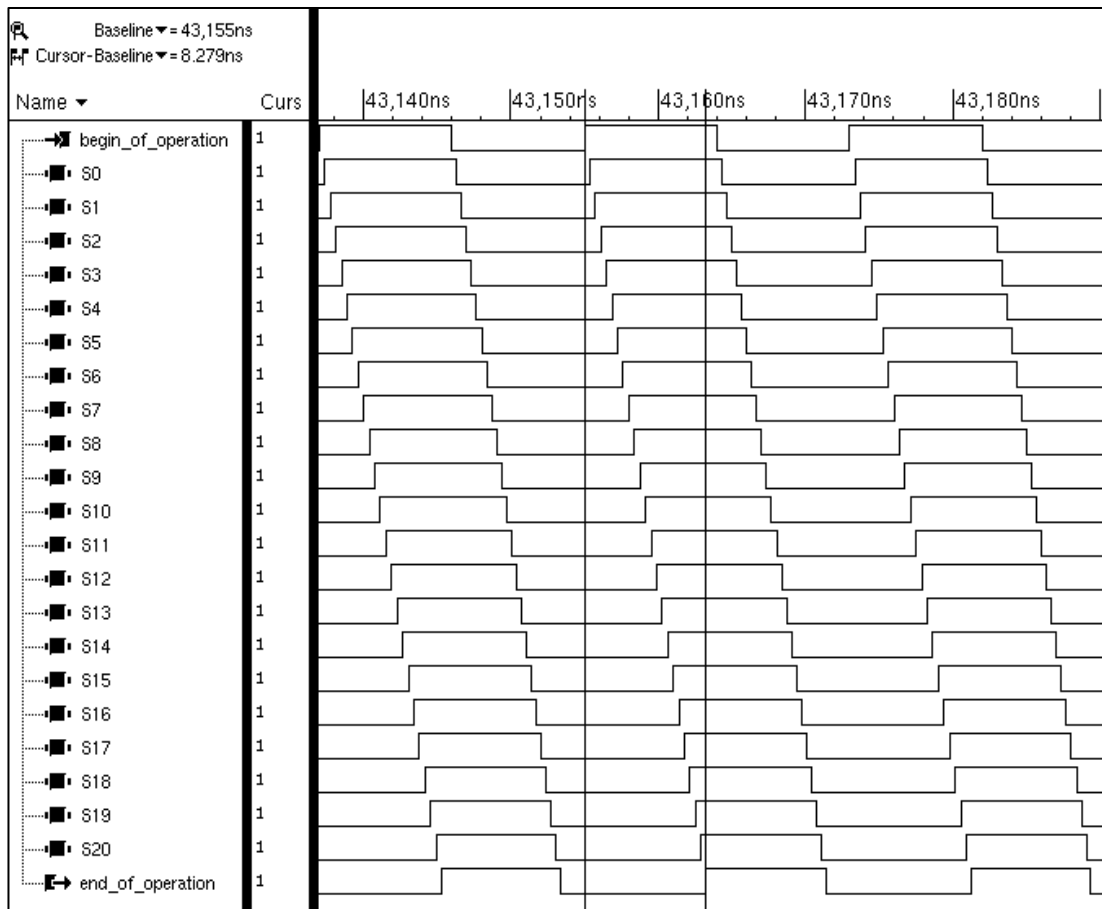 Baseline▼= 43,155ns
Cursor-Baseline▼= 8.279ns
Name ▼ Curs 43,140ns 43,150ns 43,160ns 43,170ns 43,180ns
begin_of_operation 1
S0 1
S1 1
S2 1
S3 1
S4 1
S5 1
S6 1
S7 1
S8 1
S9 1
S10 1
S11 1
S12 1
S13 1
S14 1
S15 1
S16 1
S17 1
S18 1
S19 1
S20 1
end_of_operation 1